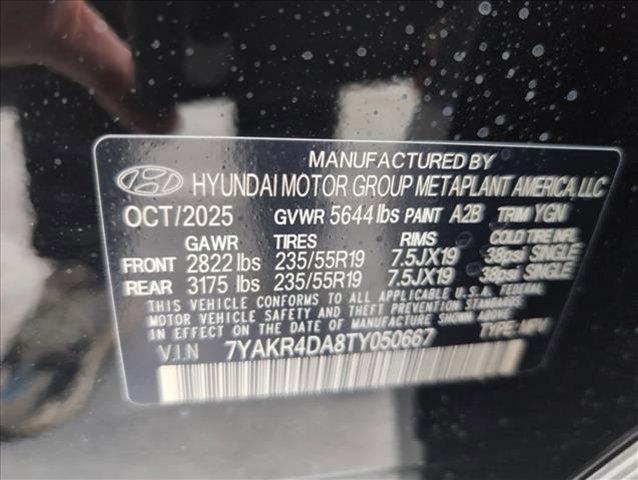 MANUFACTURED BY
HYUNDAI MOTOR GROUP METAPLANT AMERICA, LLC
OCT/2025 GVWR 5644 lbs PAINT A2B TRIM YGN
GAWR TIRES RIMS COLD TIRE INFL.
FRONT 2822 lbs 235/55R19 7.5JX19 38psi SINGLE
REAR 3175 lbs 235/55R19 7.5JX19 38psi SINGLE
THIS VEHICLE CONFORMS TO ALL APPLICABLE U.S. FEDERAL
MOTOR VEHICLE SAFETY AND THEFT PREVENTION STANDARDS
IN EFFECT ON THE DATE OF MANUFACTURE SHOWN ABOVE.
V.I.N 7YAKR4DA8TY050667 TYPE: MPV